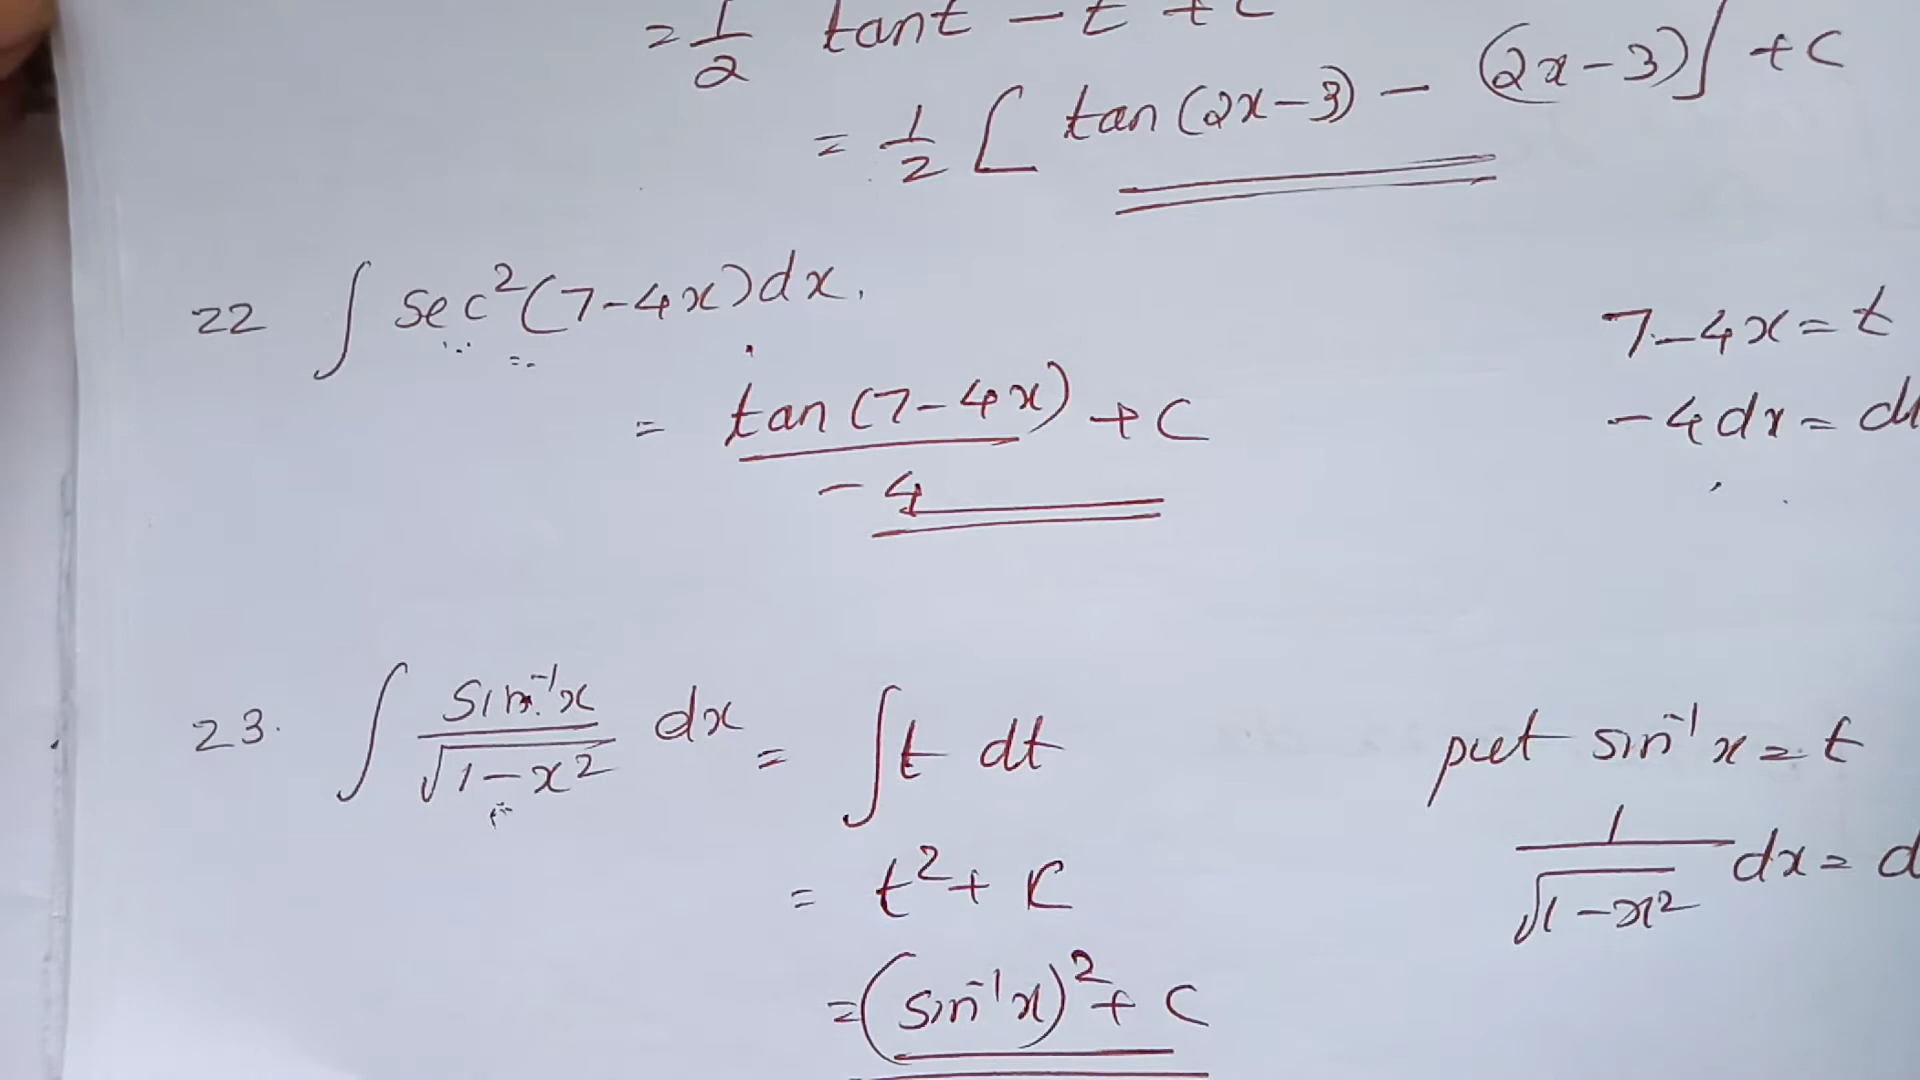 = 1/2 tan t - t + C
= 1/2 [ tan (2x-3) - (2x-3) ] + C
22 ∫ sec²(7-4x) dx.
7-4x = t
= tan (7-4x) / -4 + C
-4dx = d
23. ∫ sin⁻¹x / √1-x² dx = ∫ t dt
put sin⁻¹x = t
1 / √1-x² dx = d
= t² + C
= (sin⁻¹x)² + C